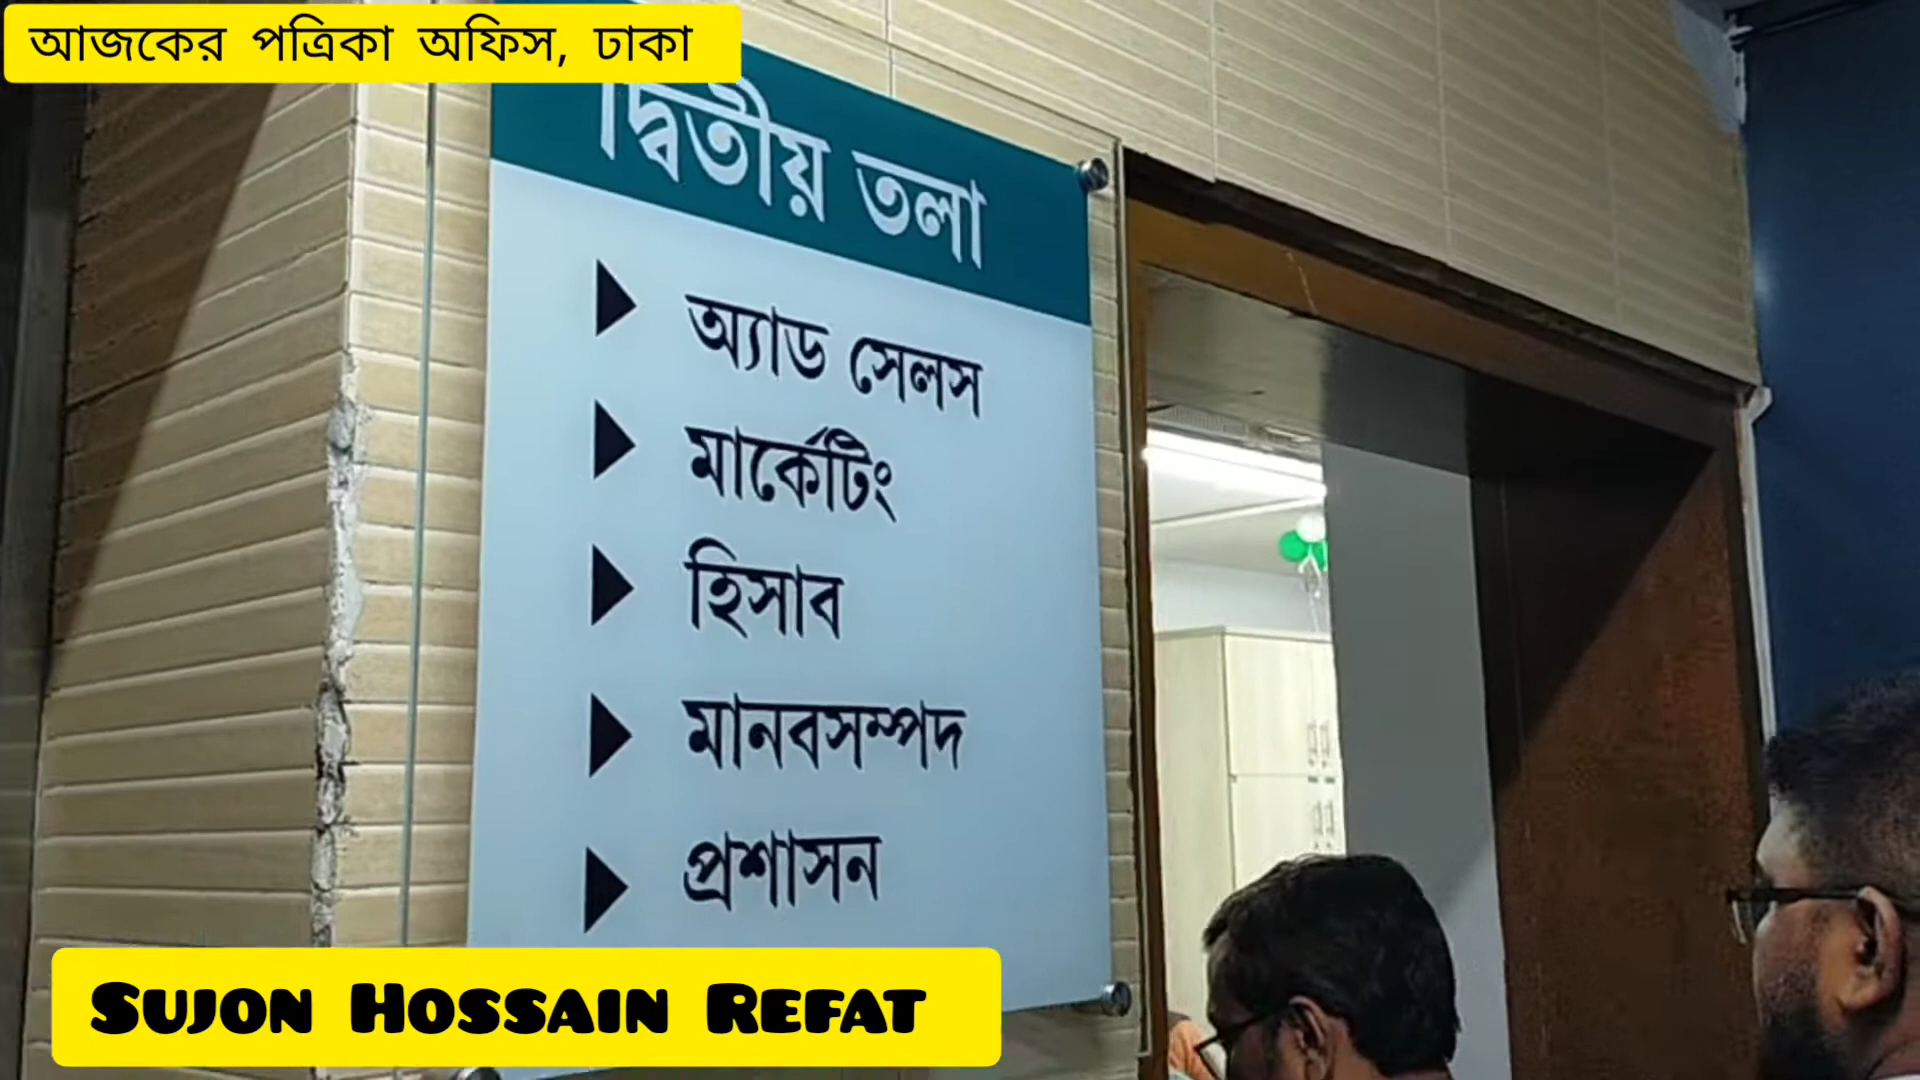 আজকের পত্রিকা অফিস, ঢাকা
দ্বিতীয় তলা
অ্যাড সেলস
মার্কেটিং
হিসাব
মানবসম্পদ
প্রশাসন
SUJON HOSSAIN REFAT